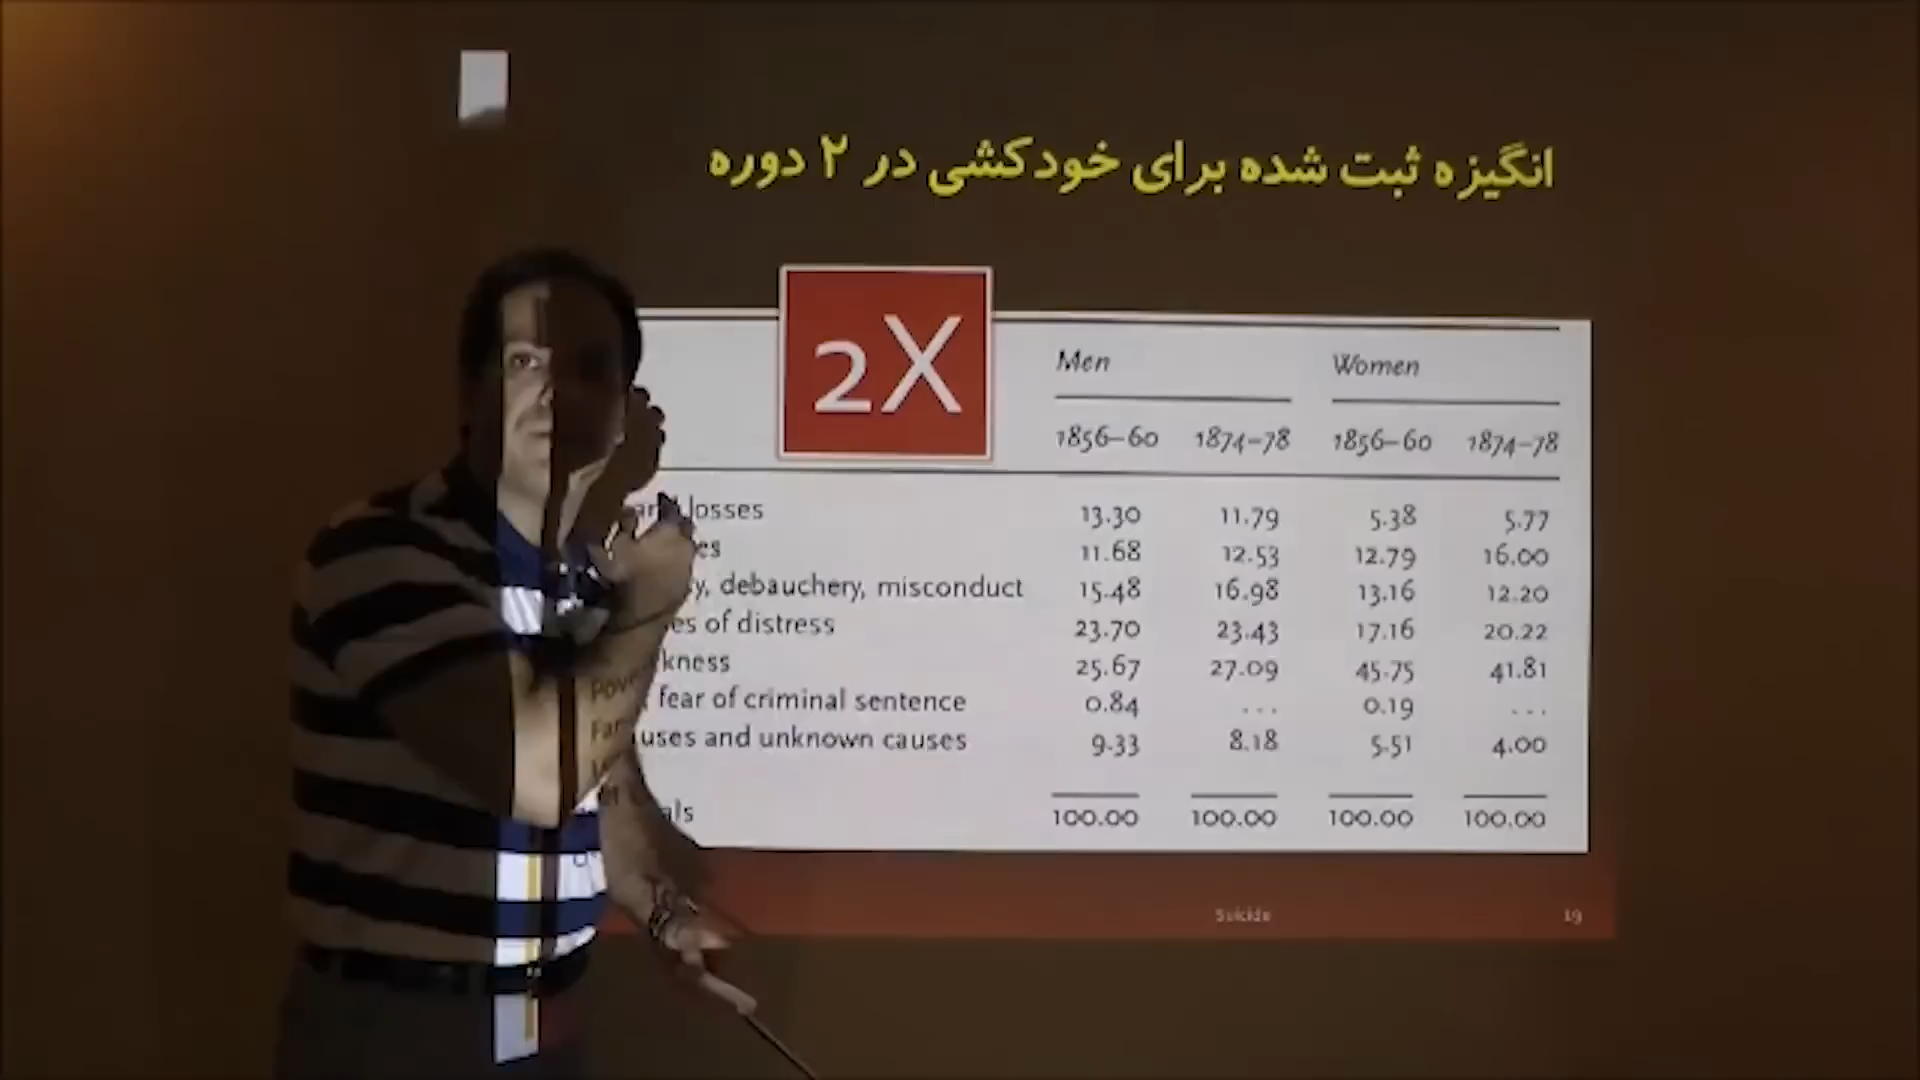 انگیزه ثبت شده برای خودکشی در ۲ دوره
2X
Men Women
1856–60 1874–78 1856–60 1874–78
losses 13.30 11.79 5.38 5.77
11.68 12.53 12.79 16.00
debauchery, misconduct 15.48 16.98 13.16 12.20
of distress 23.70 23.43 17.16 20.22
25.67 27.09 45.75 41.81
fear of criminal sentence 0.84 ... 0.19 ...
and unknown causes 9.33 8.18 5.51 4.00
100.00 100.00 100.00 100.00
Suicide 19